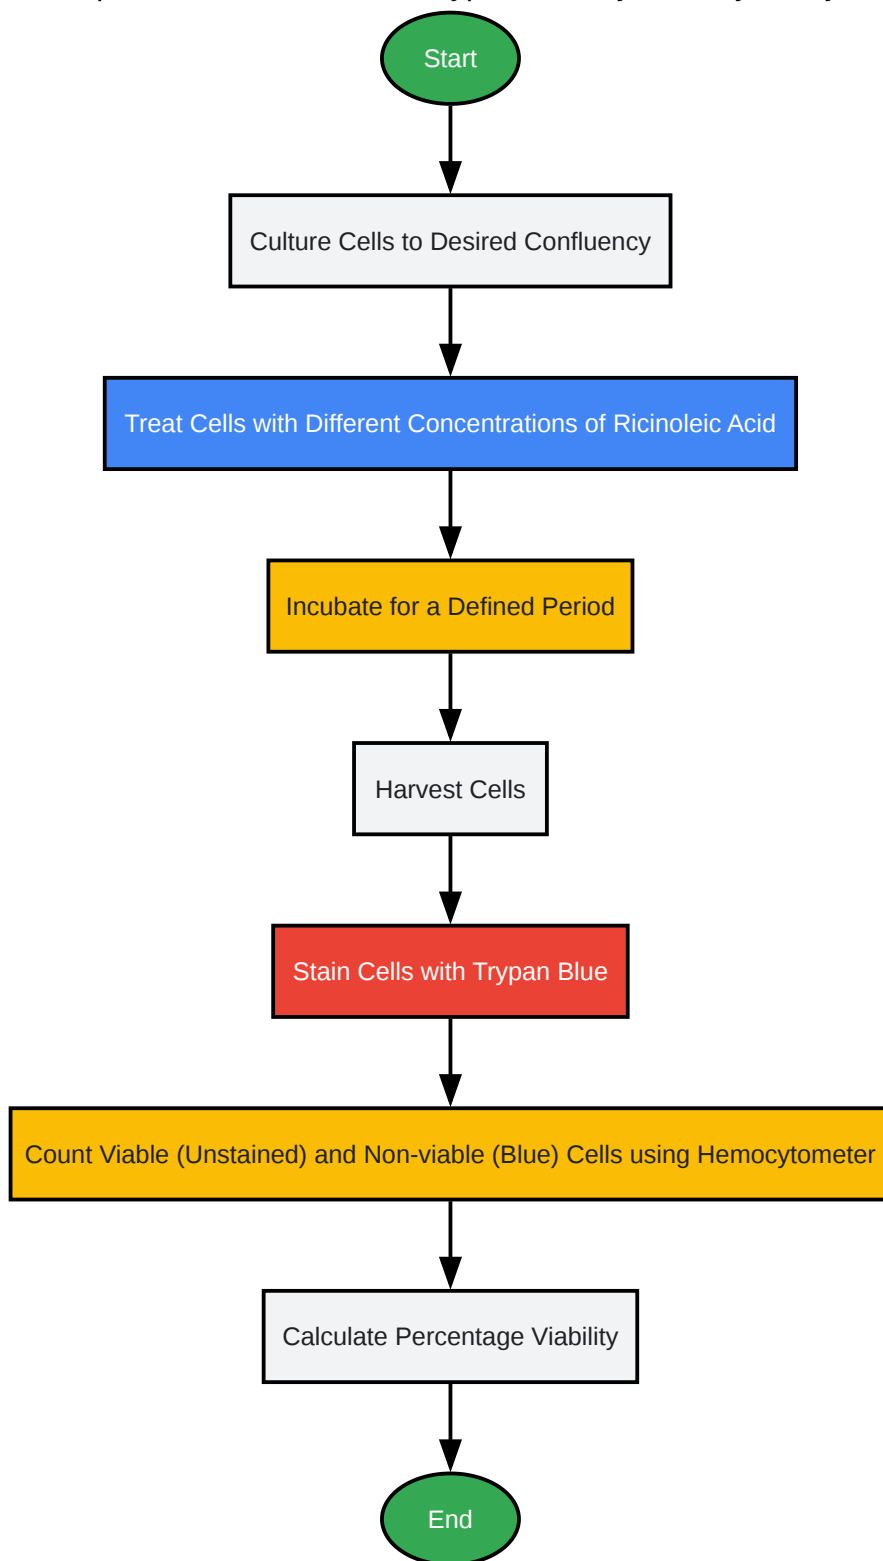 Start
Culture Cells to Desired Confluency
Treat Cells with Different Concentrations of Ricinoleic Acid
Incubate for a Defined Period
Harvest Cells
Stain Cells with Trypan Blue
Count Viable (Unstained) and Non-viable (Blue) Cells using Hemocytometer
Calculate Percentage Viability
End